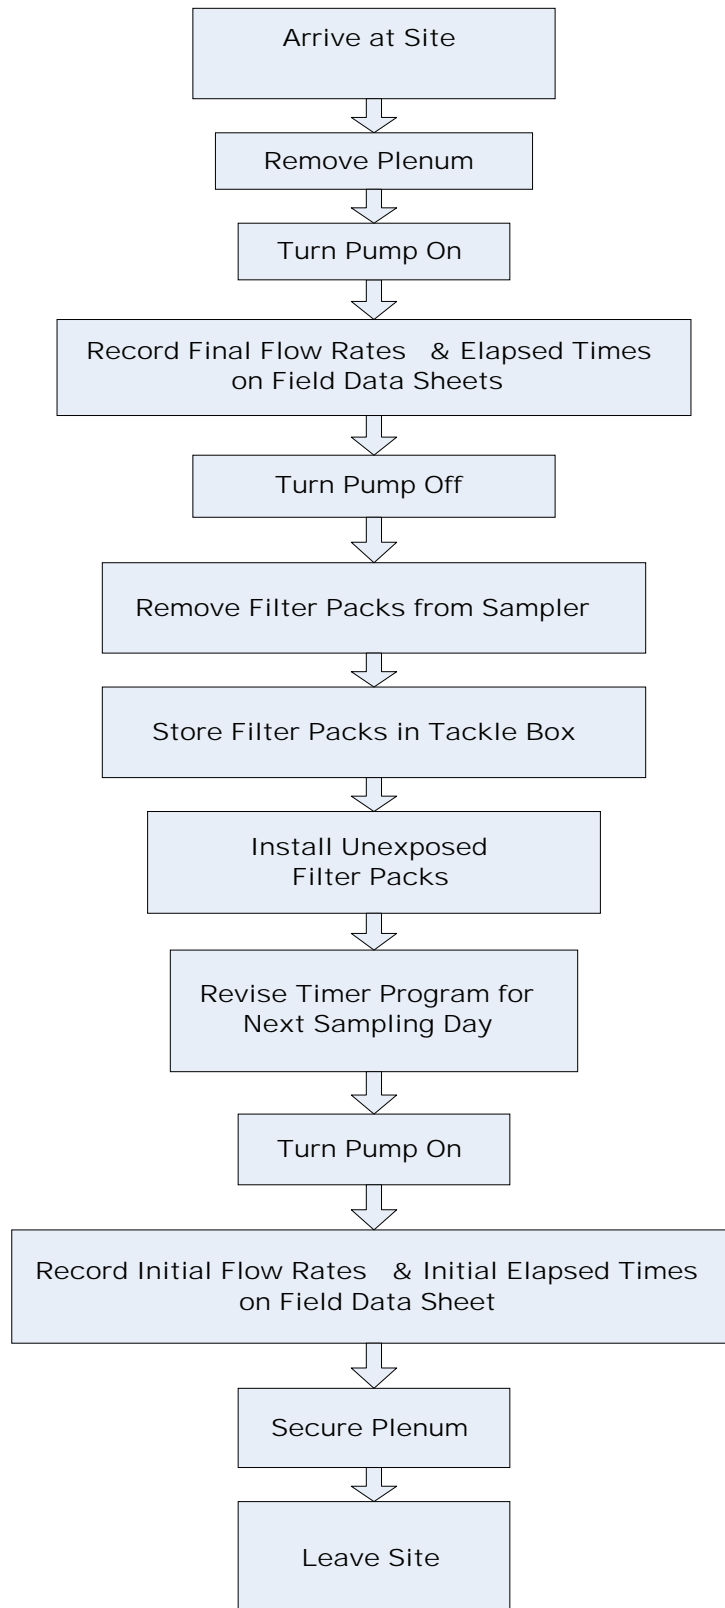 Arrive at Site
Remove Plenum
Turn Pump On
Record Final Flow Rates & Elapsed Times
on Field Data Sheets
Turn Pump Off
Remove Filter Packs from Sampler
Store Filter Packs in Tackle Box
Install Unexposed
Filter Packs
Revise Timer Program for
Next Sampling Day
Turn Pump On
Record Initial Flow Rates & Initial Elapsed Times
on Field Data Sheet
Secure Plenum
Leave Site